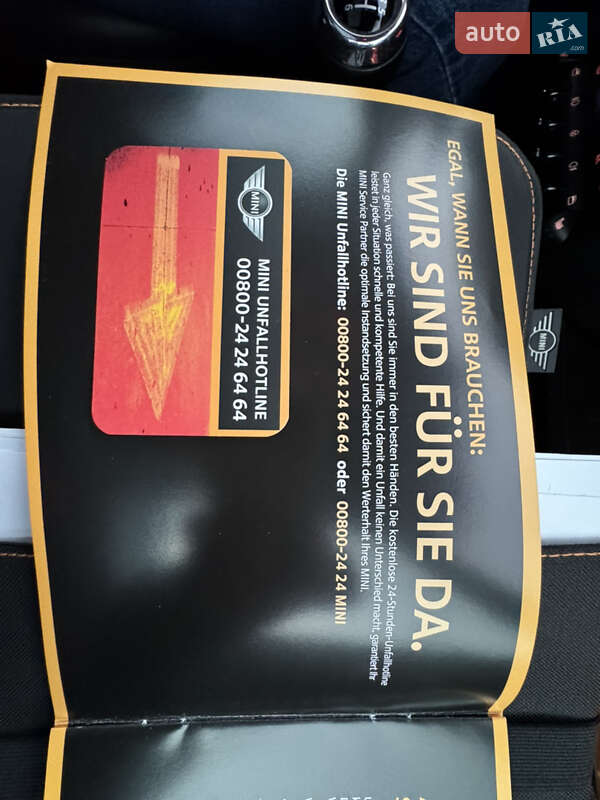 auto RIA.com
EGAL, WANN SIE UNS BRAUCHEN:
WIR SIND FÜR SIE DA.
Ganz gleich, was passiert: Bei uns sind Sie immer in den besten Händen. Die kostenlose 24-Stunden-Unfallhotline
leistet in jeder Situation schnelle und kompetente Hilfe. Und damit ein Unfall keinen Unterschied macht, garantiert Ihr
MINI Service Partner die optimale Instandsetzung und sichert damit den Werterhalt Ihres MINI.
Die MINI Unfallhotline: 00800-24 24 64 64 oder 00800-24 24 MINI
MINI
MINI UNFALLHOTLINE
00800-24 24 64 64
MINI